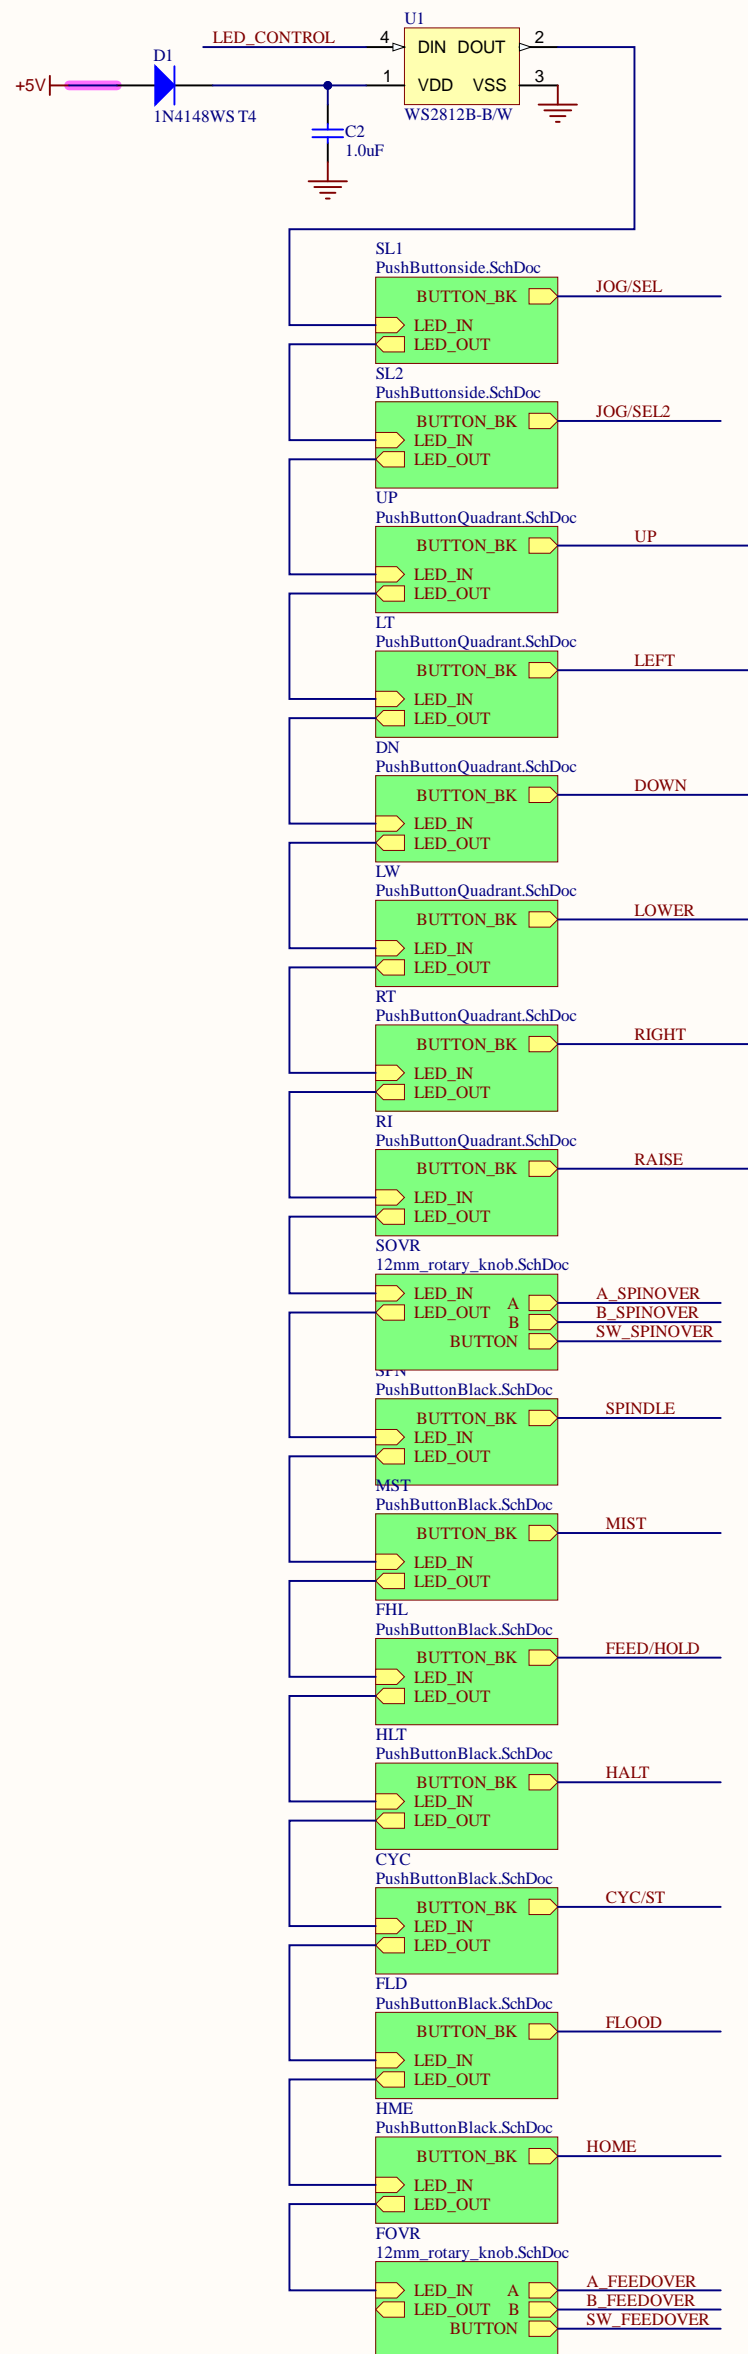 U1
LED_CONTROL
4
DIN DOUT
2
D1
+5V
1
VDD VSS
3
1N4148WS T4
WS2812B-B/W
C2
1.0uF
SL1
PushButtonside.SchDoc
BUTTON_BK
JOG/SEL
LED_IN
LED_OUT
SL2
PushButtonside.SchDoc
BUTTON_BK
JOG/SEL2
LED_IN
LED_OUT
UP
PushButtonQuadrant.SchDoc
BUTTON_BK
UP
LED_IN
LED_OUT
LT
PushButtonQuadrant.SchDoc
BUTTON_BK
LEFT
LED_IN
LED_OUT
DN
PushButtonQuadrant.SchDoc
BUTTON_BK
DOWN
LED_IN
LED_OUT
LW
PushButtonQuadrant.SchDoc
BUTTON_BK
LOWER
LED_IN
LED_OUT
RT
PushButtonQuadrant.SchDoc
BUTTON_BK
RIGHT
LED_IN
LED_OUT
RI
PushButtonQuadrant.SchDoc
BUTTON_BK
RAISE
LED_IN
LED_OUT
SOVR
12mm_rotary_knob.SchDoc
LED_IN
A
A_SPINOVER
LED_OUT
B
B_SPINOVER
BUTTON
SW_SPINOVER
SPN
PushButtonBlack.SchDoc
BUTTON_BK
SPINDLE
LED_IN
LED_OUT
MST
PushButtonBlack.SchDoc
BUTTON_BK
MIST
LED_IN
LED_OUT
FHL
PushButtonBlack.SchDoc
BUTTON_BK
FEED/HOLD
LED_IN
LED_OUT
HLT
PushButtonBlack.SchDoc
BUTTON_BK
HALT
LED_IN
LED_OUT
CYC
PushButtonBlack.SchDoc
BUTTON_BK
CYC/ST
LED_IN
LED_OUT
FLD
PushButtonBlack.SchDoc
BUTTON_BK
FLOOD
LED_IN
LED_OUT
HME
PushButtonBlack.SchDoc
BUTTON_BK
HOME
LED_IN
LED_OUT
FOVR
12mm_rotary_knob.SchDoc
LED_IN
A
A_FEEDOVER
LED_OUT
B
B_FEEDOVER
BUTTON
SW_FEEDOVER